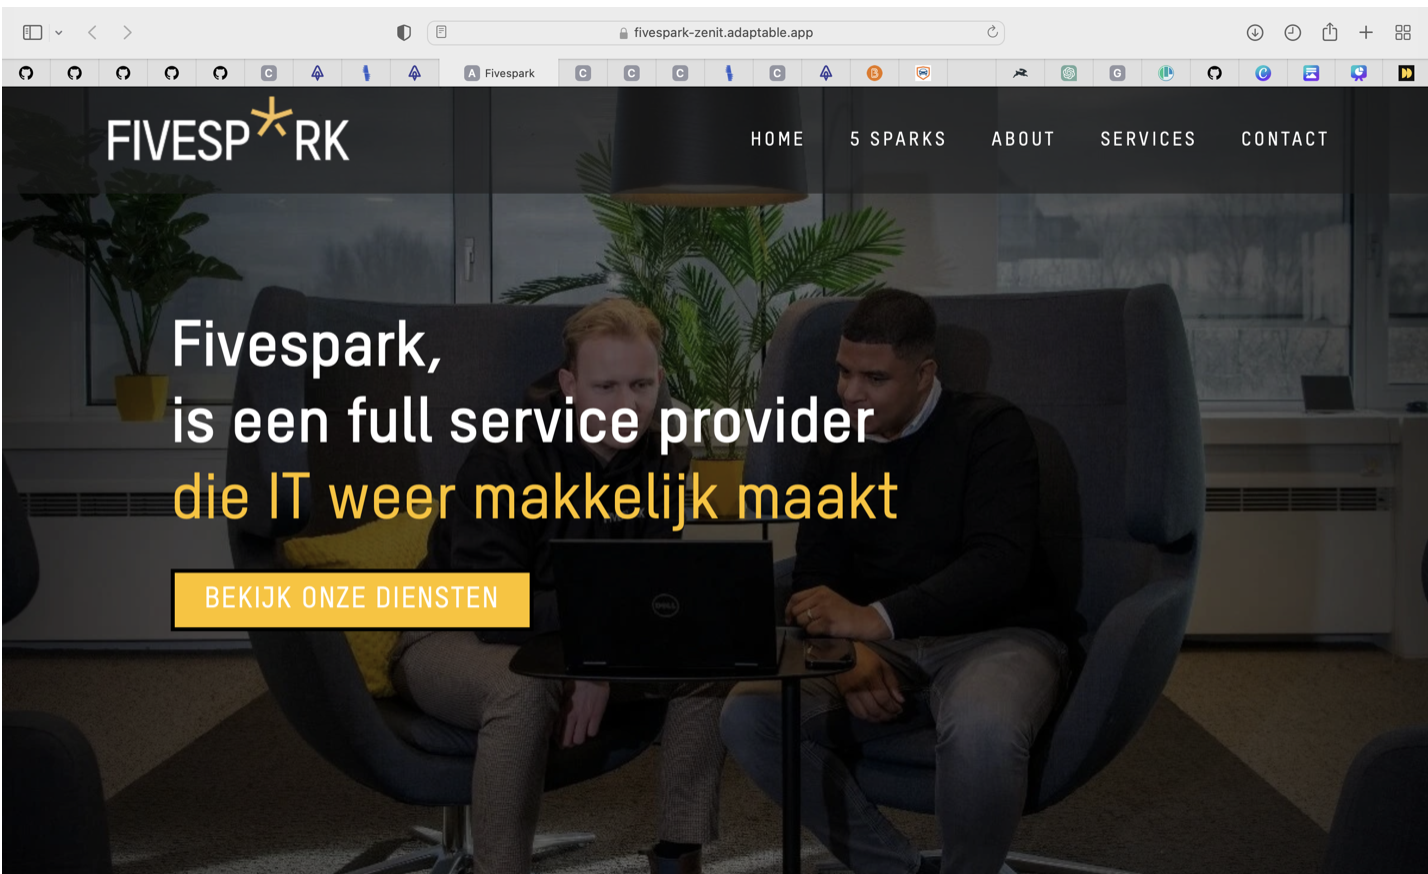 fivespark-zenit.adaptable.app
C
A Fivespark
C
C
C
C
B
G
FIVESP RK
HOME 5 SPARKS ABOUT SERVICES CONTACT
Fivespark,
is een full service provider
die IT weer makkelijk maakt
BEKIJK ONZE DIENSTEN
DELL